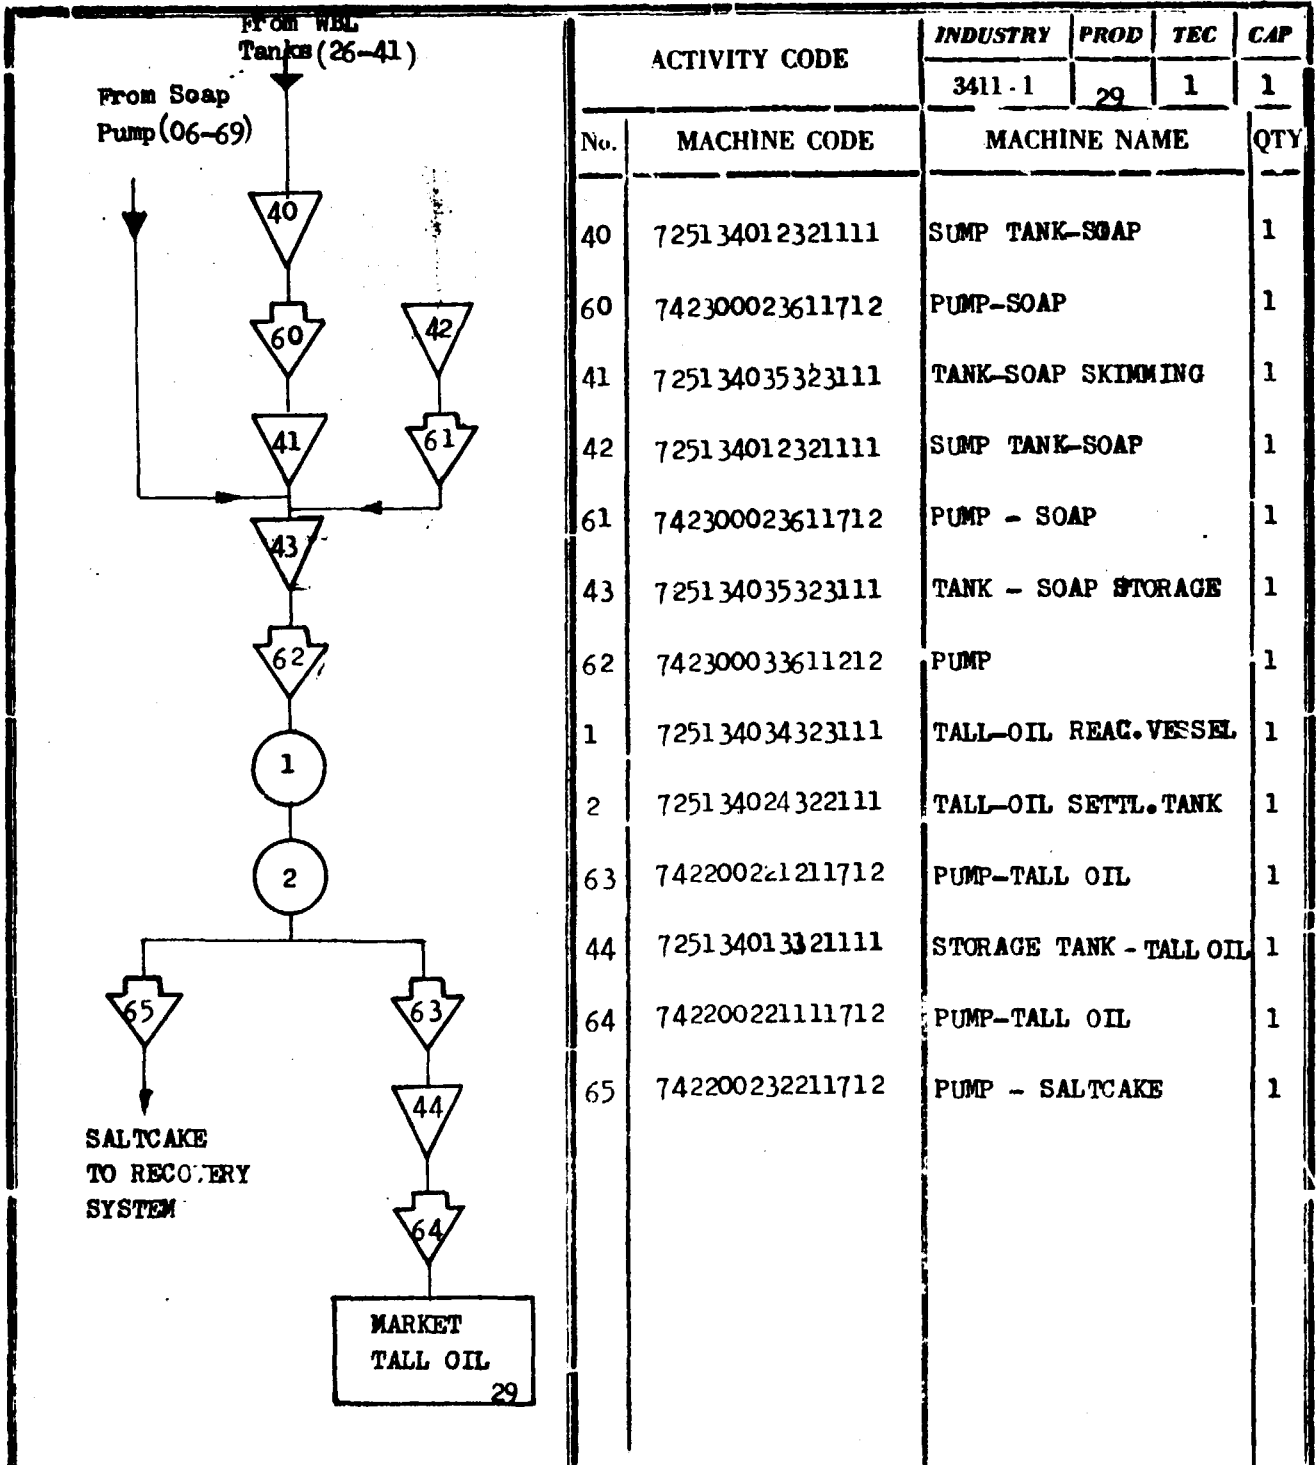 From WBL
Tanks(26-41)
From Soap
Pump(06-69)
40
60
42
41
61
43
62
1
2
65
63
44
64
SALTCAKE
TO RECOVERY
SYSTEM
MARKET
TALL OIL
29
ACTIVITY CODE
INDUSTRY PROD TEC CAP
3411-1 29 1 1
No. MACHINE CODE MACHINE NAME QTY
40 725134012321111 SUMP TANK-SOAP 1
60 742300023611712 PUMP-SOAP 1
41 725134035323111 TANK-SOAP SKIMMING 1
42 725134012321111 SUMP TANK-SOAP 1
61 742300023611712 PUMP - SOAP 1
43 725134035323111 TANK - SOAP STORAGE 1
62 742300033611212 PUMP 1
1 725134034323111 TALL-OIL REAC.VESSEL 1
2 725134024322111 TALL-OIL SETTL.TANK 1
63 742200221211712 PUMP-TALL OIL 1
44 725134013321111 STORAGE TANK - TALL OIL 1
64 742200221111712 PUMP-TALL OIL 1
65 742200232211712 PUMP - SALTCAKE 1